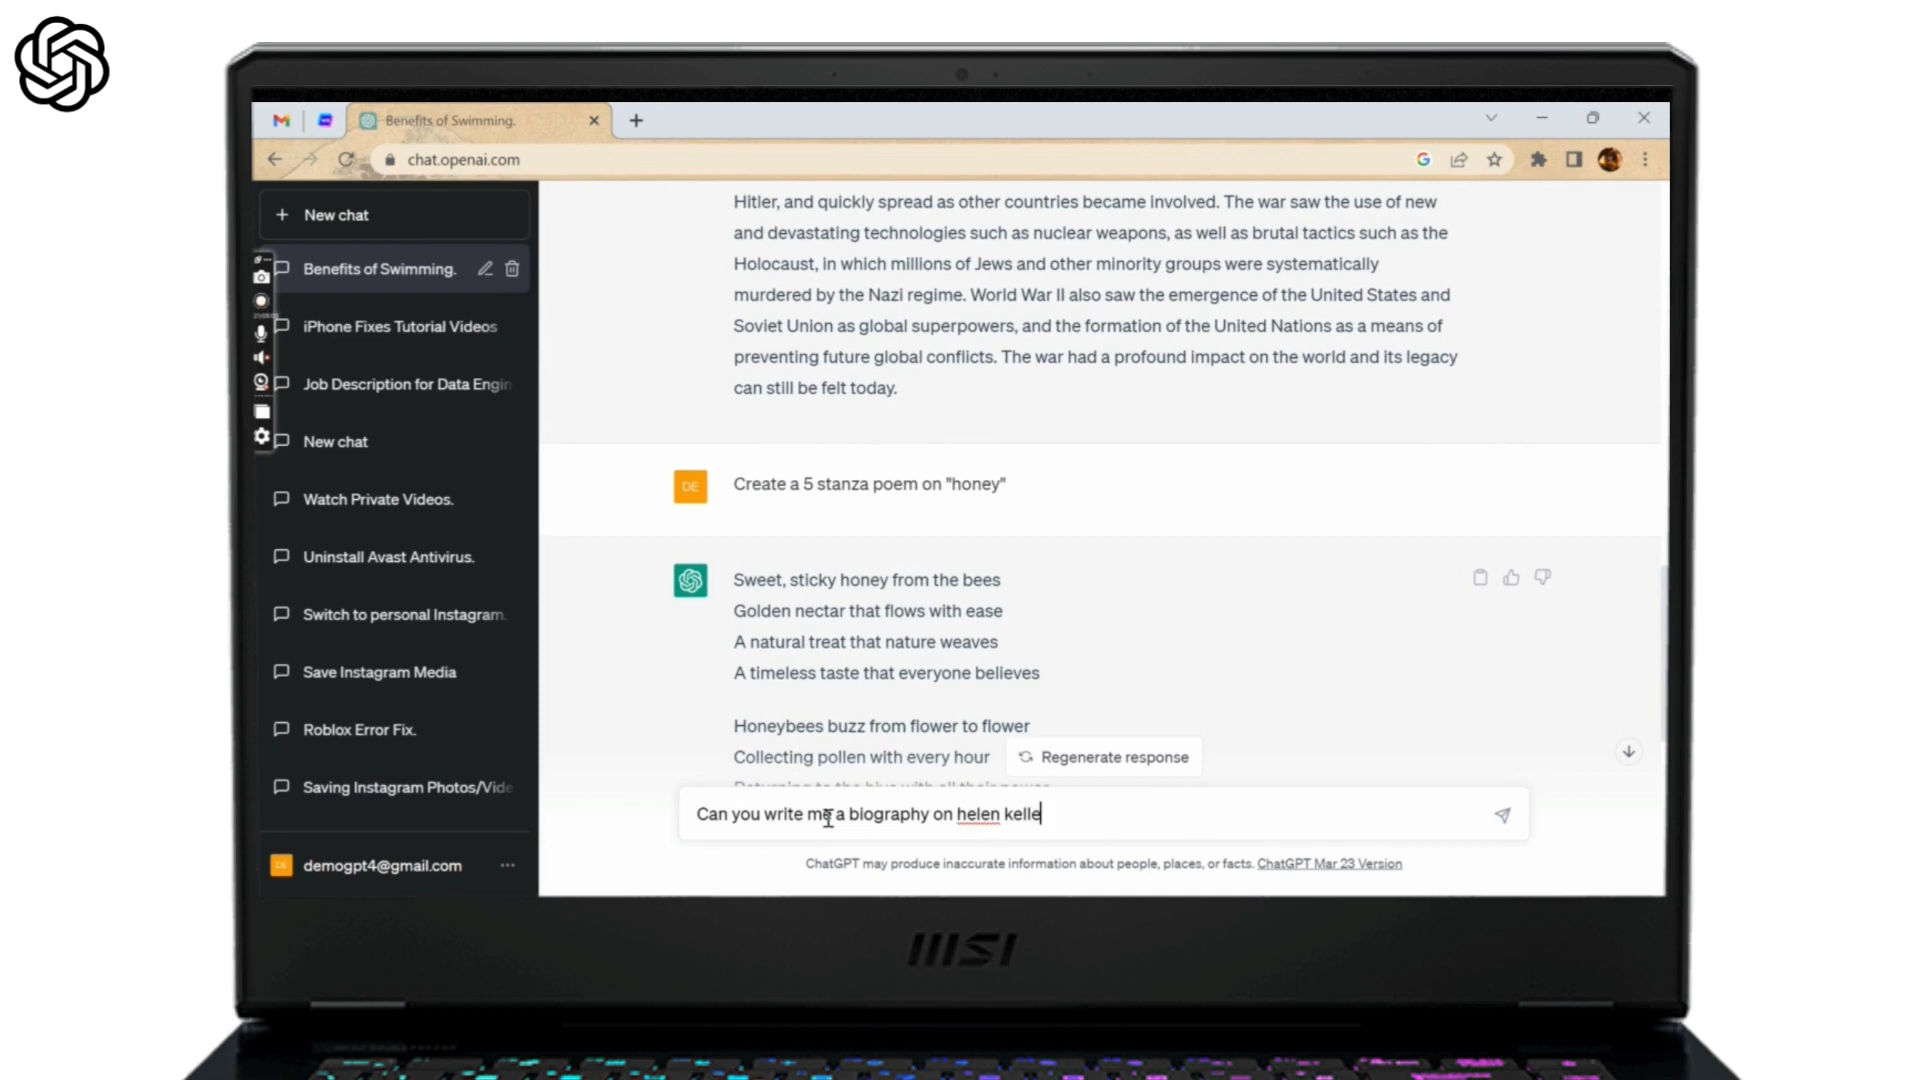 Benefits of Swimming.
chat.openai.com
New chat
Benefits of Swimming.
iPhone Fixes Tutorial Videos
Job Description for Data Engin
New chat
Watch Private Videos.
Uninstall Avast Antivirus.
Switch to personal Instagram.
Save Instagram Media
Roblox Error Fix.
Saving Instagram Photos/Vide
demogpt4@gmail.com
Hitler, and quickly spread as other countries became involved. The war saw the use of new
and devastating technologies such as nuclear weapons, as well as brutal tactics such as the
Holocaust, in which millions of Jews and other minority groups were systematically
murdered by the Nazi regime. World War II also saw the emergence of the United States and
Soviet Union as global superpowers, and the formation of the United Nations as a means of
preventing future global conflicts. The war had a profound impact on the world and its legacy
can still be felt today.
DE
Create a 5 stanza poem on "honey"
Sweet, sticky honey from the bees
Golden nectar that flows with ease
A natural treat that nature weaves
A timeless taste that everyone believes
Honeybees buzz from flower to flower
Collecting pollen with every hour
Returning to the hive with all their power
Regenerate response
Can you write me a biography on helen kelle
ChatGPT may produce inaccurate information about people, places, or facts. ChatGPT Mar 23 Version
msi